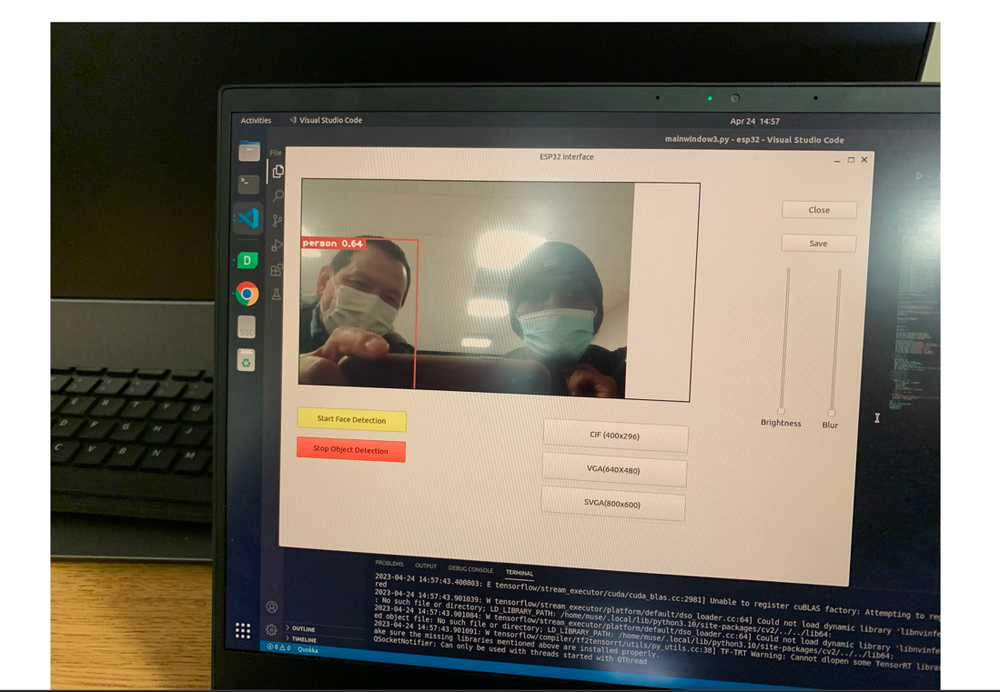 Activities
Visual Studio Code
Apr 24 14:57
mainwindow3.py - esp32 - Visual Studio Code
File
ESP32 Interface
Close
Save
person 0.64
SSD
D
Brightness
Blur
Start Face Detection
Stop Object Detection
CIF (400x296)
VGA(640X480)
SVGA(800x600)
PROBLEMS
OUTPUT
DEBUG CONSOLE
TERMINAL
2023-04-24 14:57:43.400803: E tensorflow/stream_executor/cuda/cuda_blas.cc:2981] Unable to register cuBLAS factory: Attempting to reg
red
2023-04-24 14:57:43.901039: W tensorflow/stream_executor/platform/default/dso_loader.cc:64] Could not load dynamic library 'libnvinfe
: No such file or directory; LD_LIBRARY_PATH: /home/muse/.local/lib/python3.10/site-packages/cv2/../../lib64:
2023-04-24 14:57:43.901084: W tensorflow/stream_executor/platform/default/dso_loader.cc:64] Could not load dynamic library 'libnvinfe
ed object file: No such file or directory; LD_LIBRARY_PATH: /home/muse/.local/lib/python3.10/site-packages/cv2/../../lib64:
2023-04-24 14:57:43.901091: W tensorflow/compiler/tf2tensorrt/utils/py_utils.cc:38] TF-TRT Warning: Cannot dlopen some TensorRT librar
ake sure the missing libraries mentioned above are installed properly.
QSocketNotifier: Can only be used with threads started with QThread
OUTLINE
TIMELINE
0
0
Quokka
E R T Y U
D F G H J
C V B N M